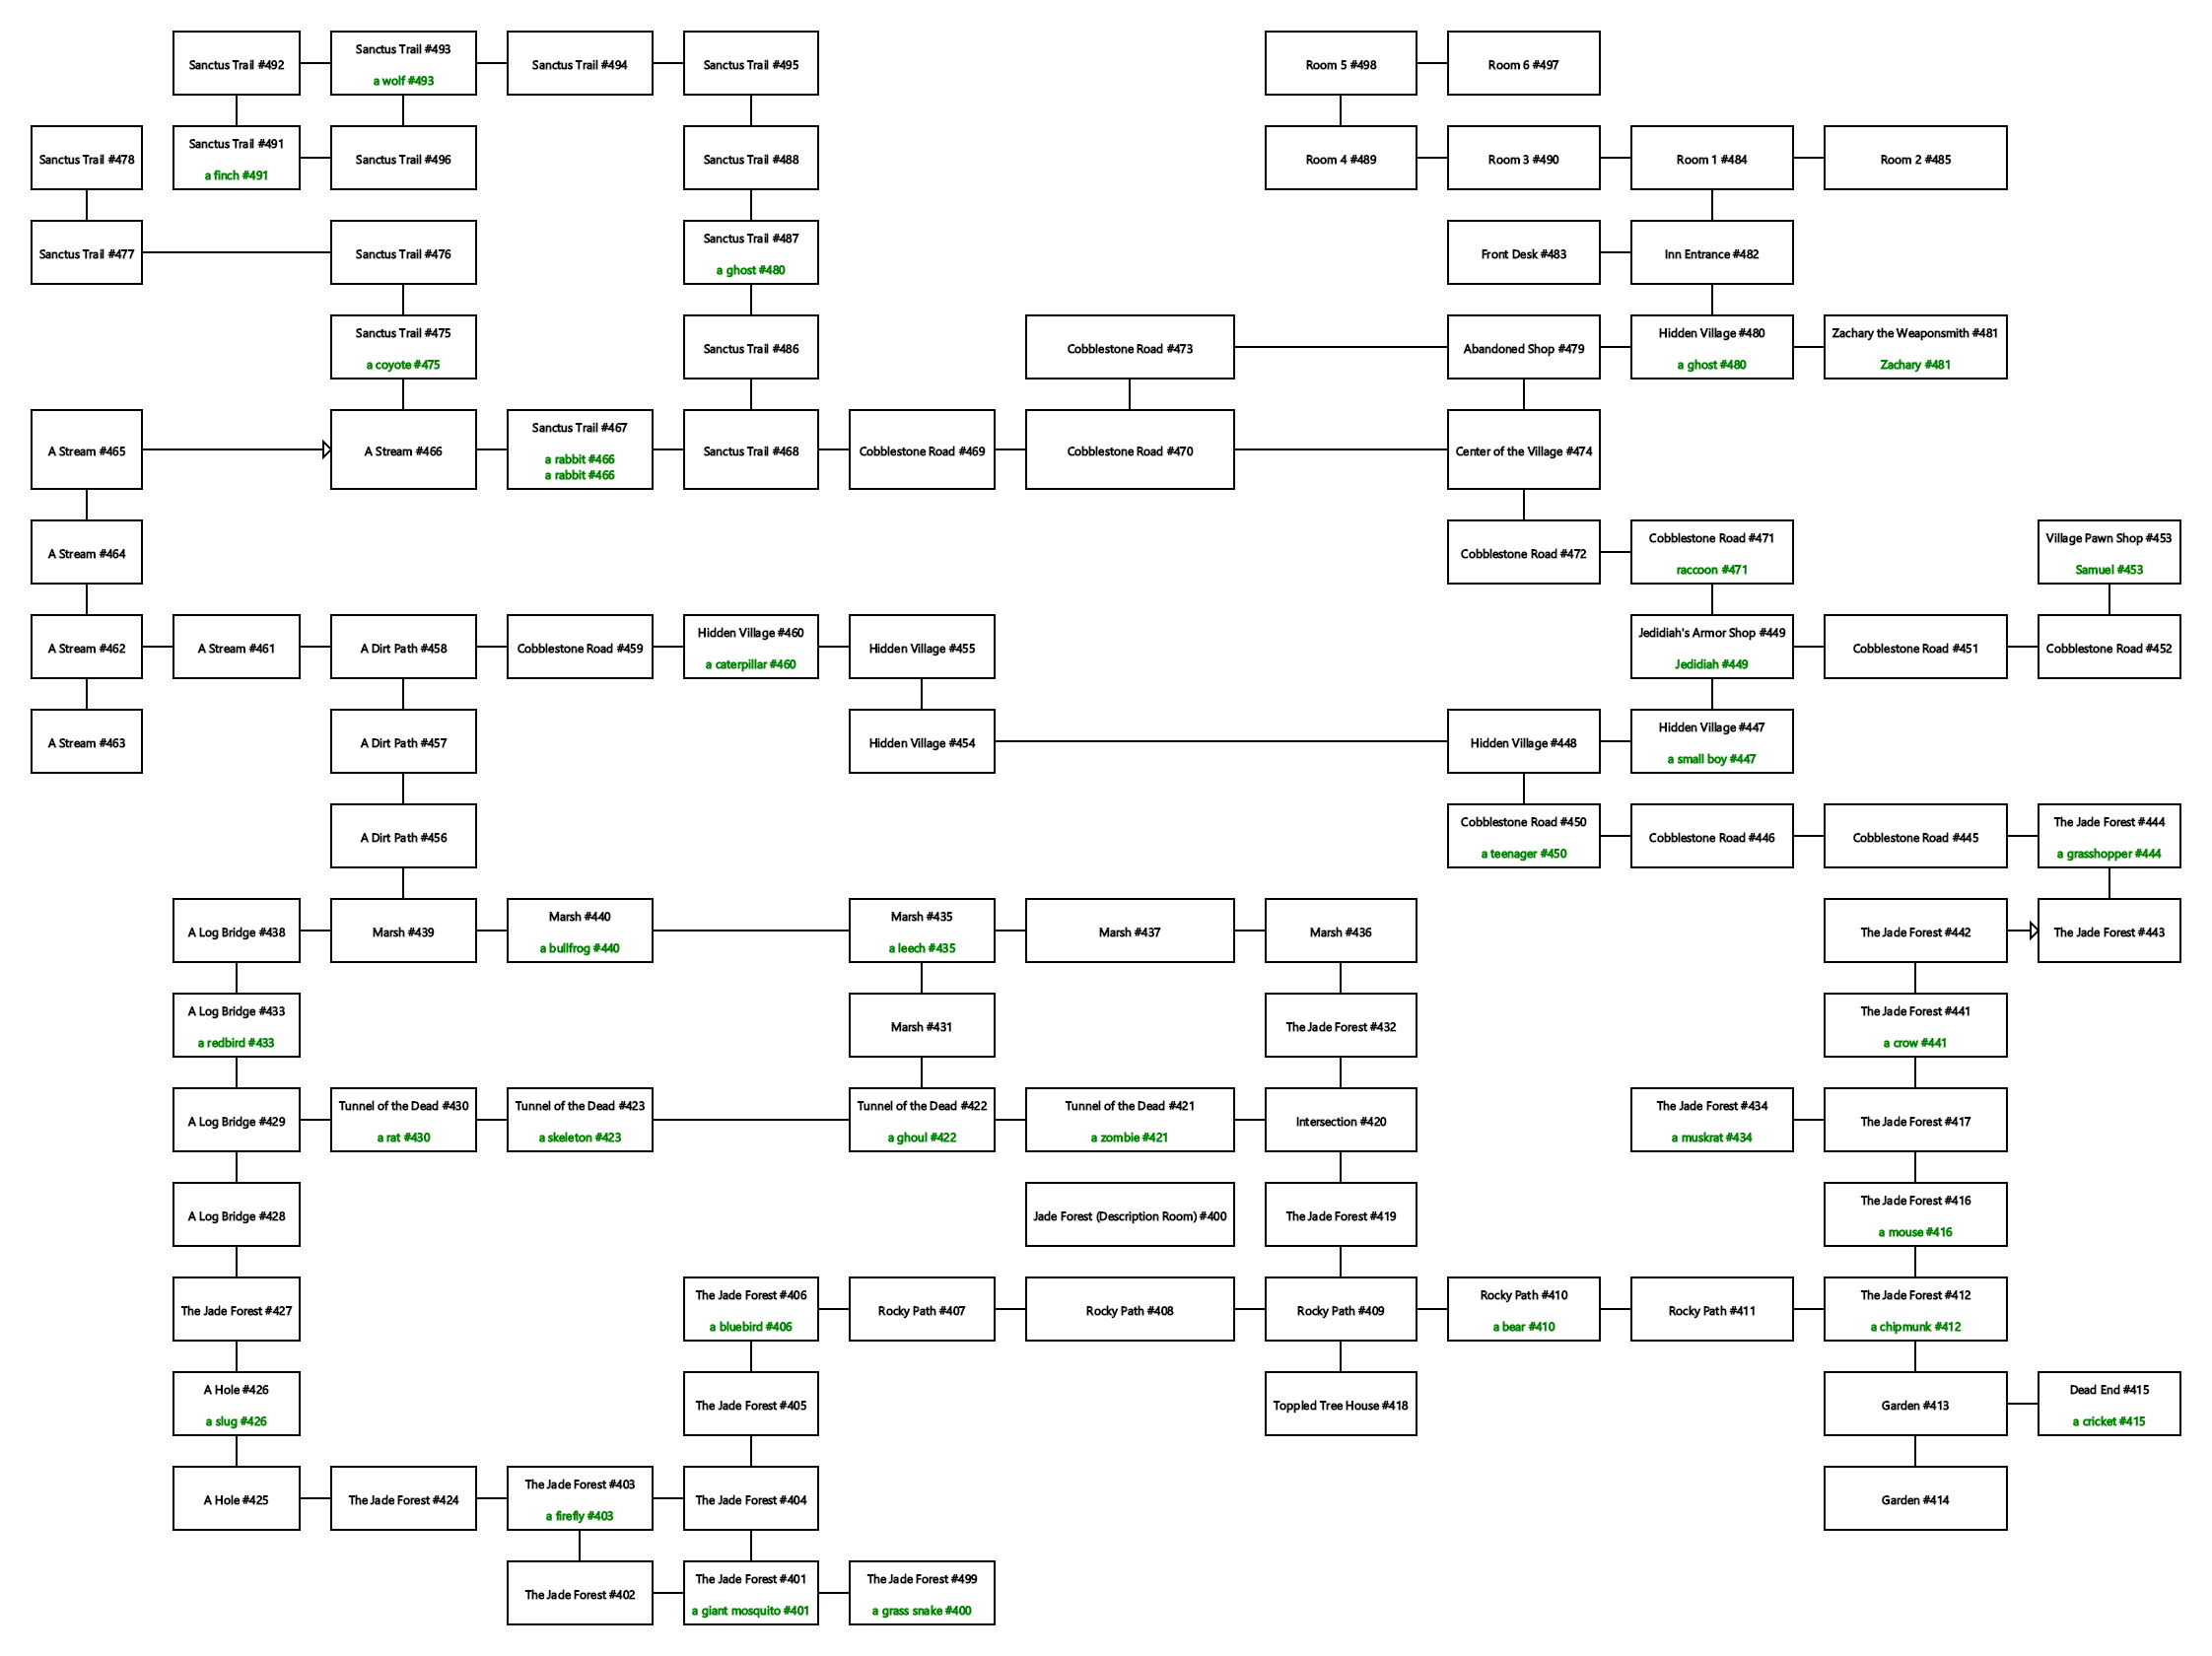 Sanctus Trail #492
Sanctus Trail #493
a wolf #493
Sanctus Trail #494
Sanctus Trail #495
Room 5 #498
Room 6 #497
Sanctus Trail #478
Sanctus Trail #491
a finch #491
Sanctus Trail #496
Sanctus Trail #488
Room 4 #489
Room 3 #490
Room 1 #484
Room 2 #485
Sanctus Trail #477
Sanctus Trail #476
Sanctus Trail #487
a ghost #480
Front Desk #483
Inn Entrance #482
Sanctus Trail #475
a coyote #475
Sanctus Trail #486
Cobblestone Road #473
Abandoned Shop #479
Hidden Village #480
a ghost #480
Zachary the Weaponsmith #481
Zachary #481
A Stream #465
A Stream #466
Sanctus Trail #467
a rabbit #466
a rabbit #466
Sanctus Trail #468
Cobblestone Road #469
Cobblestone Road #470
Center of the Village #474
A Stream #464
Cobblestone Road #472
Cobblestone Road #471
raccoon #471
Village Pawn Shop #453
Samuel #453
A Stream #462
A Stream #461
A Dirt Path #458
Cobblestone Road #459
Hidden Village #460
a caterpillar #460
Hidden Village #455
Jedidiah's Armor Shop #449
Jedidiah #449
Cobblestone Road #451
Cobblestone Road #452
A Stream #463
A Dirt Path #457
Hidden Village #454
Hidden Village #448
Hidden Village #447
a small boy #447
A Dirt Path #456
Cobblestone Road #450
a teenager #450
Cobblestone Road #446
Cobblestone Road #445
The Jade Forest #444
a grasshopper #444
A Log Bridge #438
Marsh #439
Marsh #440
a bullfrog #440
Marsh #435
a leech #435
Marsh #437
Marsh #436
The Jade Forest #442
The Jade Forest #443
A Log Bridge #433
a redbird #433
Marsh #431
The Jade Forest #432
The Jade Forest #441
a crow #441
A Log Bridge #429
Tunnel of the Dead #430
a rat #430
Tunnel of the Dead #423
a skeleton #423
Tunnel of the Dead #422
a ghoul #422
Tunnel of the Dead #421
a zombie #421
Intersection #420
The Jade Forest #434
a muskrat #434
The Jade Forest #417
A Log Bridge #428
Jade Forest (Description Room) #400
The Jade Forest #419
The Jade Forest #416
a mouse #416
The Jade Forest #427
The Jade Forest #406
a bluebird #406
Rocky Path #407
Rocky Path #408
Rocky Path #409
Rocky Path #410
a bear #410
Rocky Path #411
The Jade Forest #412
a chipmunk #412
A Hole #426
a slug #426
The Jade Forest #405
Toppled Tree House #418
Garden #413
Dead End #415
a cricket #415
A Hole #425
The Jade Forest #424
The Jade Forest #403
a firefly #403
The Jade Forest #404
Garden #414
The Jade Forest #402
The Jade Forest #401
a giant mosquito #401
The Jade Forest #499
a grass snake #400